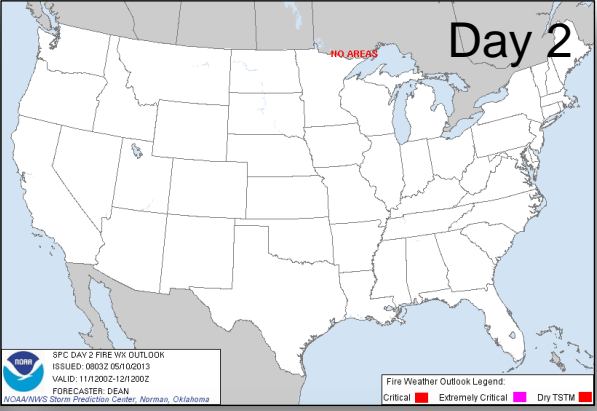 Day 2
NO AREAS
SPC DAY 2 FIRE WX OUTLOOK
ISSUED: 0803Z 05/10/2013
VALID: 11/1200Z-12/1200Z
FORECASTER: DEAN
NOAA/NWS Storm Prediction Center, Norman, Oklahoma
NOAA
Fire Weather Outlook Legend:
Critical Extremely Critical Dry TSTM